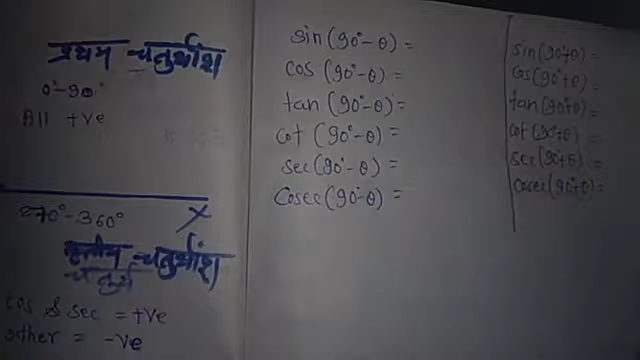 प्रथम चतुर्थांश
0°-90°
All +ve
270°-360°
चतुर्थांश
चतुर्थ
cos & sec = +ve
other = -ve
sin(90°-θ)=
cos(90°-θ)=
tan(90°-θ)=
cot(90°-θ)=
sec(90°-θ)=
Cosec(90°-θ)=
sin(90°+θ)=
cos(90°+θ)=
tan(90°+θ)=
cot(90°+θ)=
sec(90°+θ)=
cosec(90°+θ)=